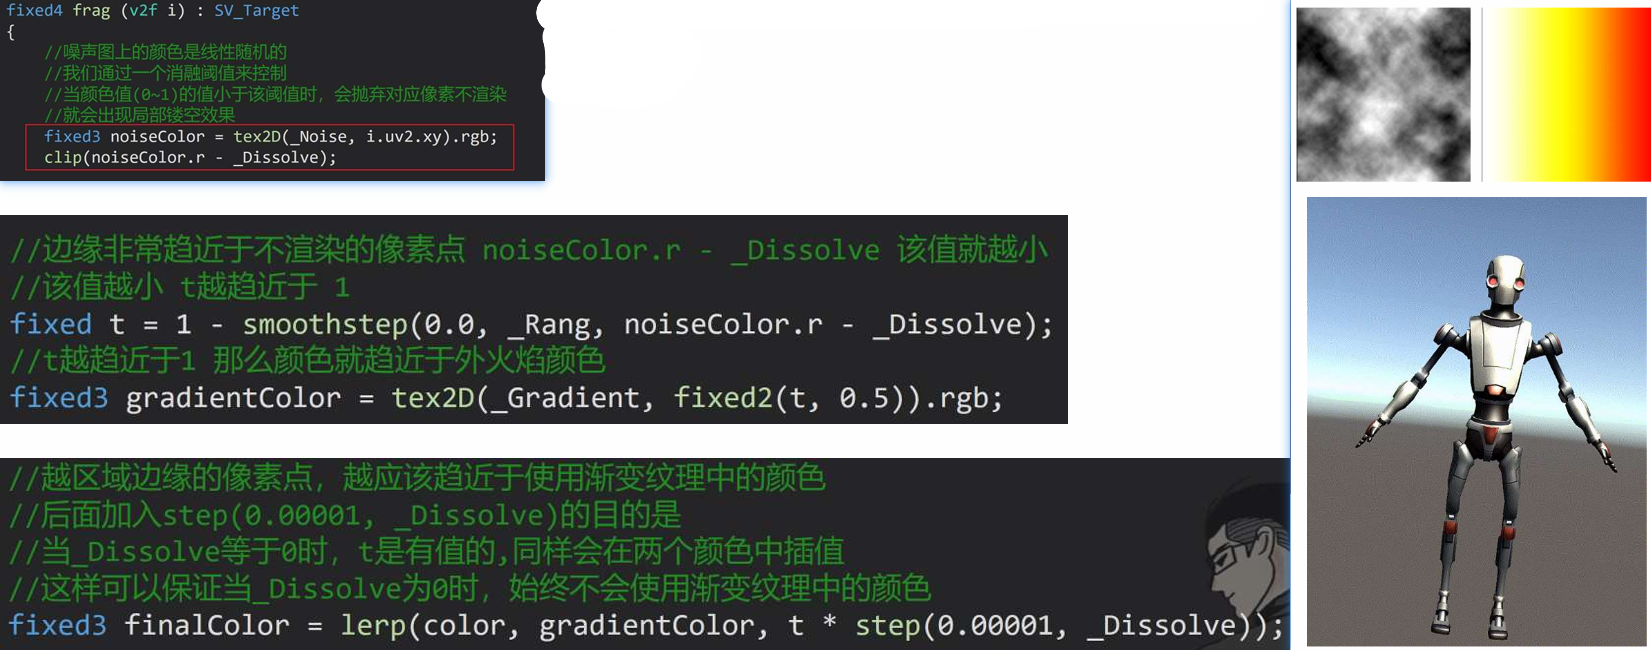 fixed4 frag (v2f i) : SV_Target
{
//噪声图上的颜色是线性随机的
//我们通过一个消融阈值来控制
//当颜色值(0~1)的值小于该阈值时，会抛弃对应像素不渲染
//就会出现局部镂空效果
fixed3 noiseColor = tex2D(_Noise, i.uv2.xy).rgb;
clip(noiseColor.r - _Dissolve);
//边缘非常趋近于不渲染的像素点 noiseColor.r - _Dissolve 该值就越小
//该值越小 t越趋近于 1
fixed t = 1 - smoothstep(0.0, _Rang, noiseColor.r - _Dissolve);
//t越趋近于1 那么颜色就趋近于外火焰颜色
fixed3 gradientColor = tex2D(_Gradient, fixed2(t, 0.5)).rgb;
//越区域边缘的像素点，越应该趋近于使用渐变纹理中的颜色
//后面加入step(0.00001, _Dissolve)的目的是
//当_Dissolve等于0时，t是有值的,同样会在两个颜色中插值
//这样可以保证当_Dissolve为0时，始终不会使用渐变纹理中的颜色
fixed3 finalColor = lerp(color, gradientColor, t * step(0.00001, _Dissolve));